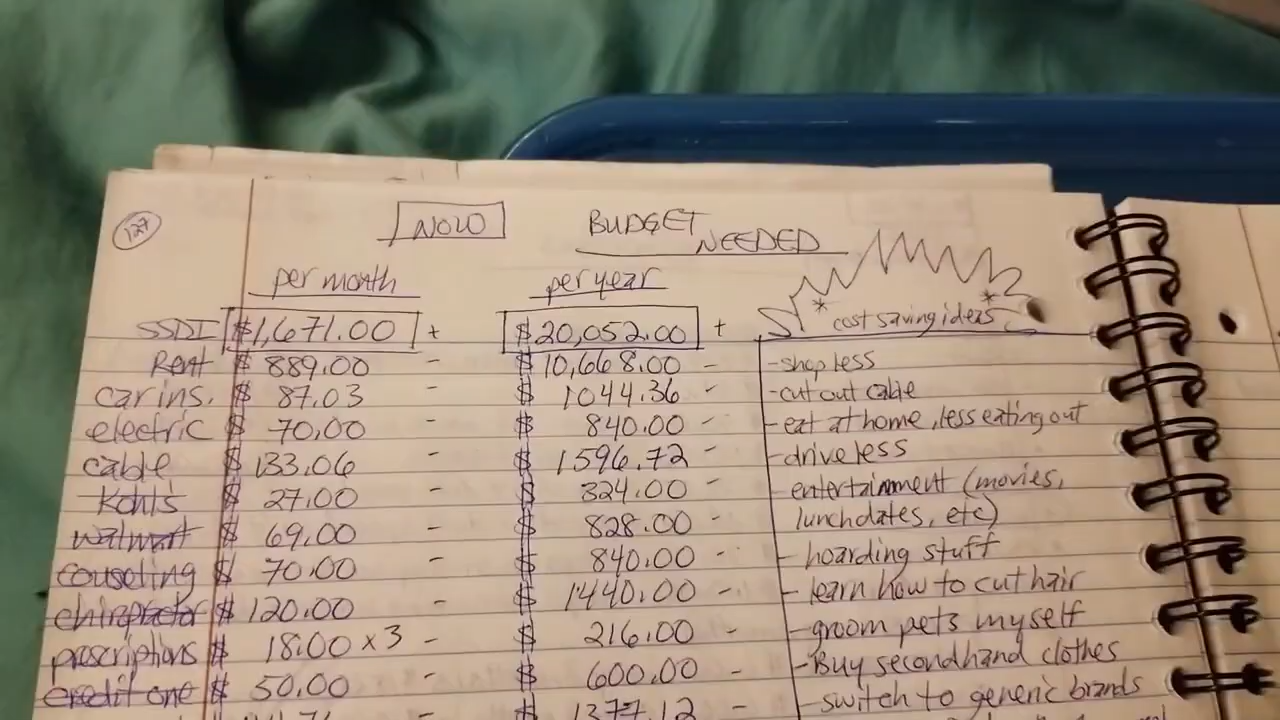 127
NOW
BUDGET NEEDED
per month per year
* cost saving ideas *
SSDI $1,671.00 + $20,052.00 +
Rent $ 889.00 - $10,668.00 - -shop less
car ins. $ 87.03 - $ 1044.36 - -cut out cable
electric $ 70.00 - $ 840.00 - -eat at home, less eating out
cable $ 133.06 - $ 1596.72 - -drive less
Kohl's $ 27.00 - $ 324.00 - -entertainment (movies,
walmart $ 69.00 - $ 828.00 - lunch dates, etc)
couseling $ 70.00 - $ 840.00 - - hoarding stuff
chiropractor $ 120.00 - $ 1440.00 - - learn how to cut hair
prescriptions $ 18.00 x 3 - $ 216.00 - -groom pets myself
credit one $ 50.00 - $ 600.00 - -Buy secondhand clothes
1377.12 - - switch to generic brands